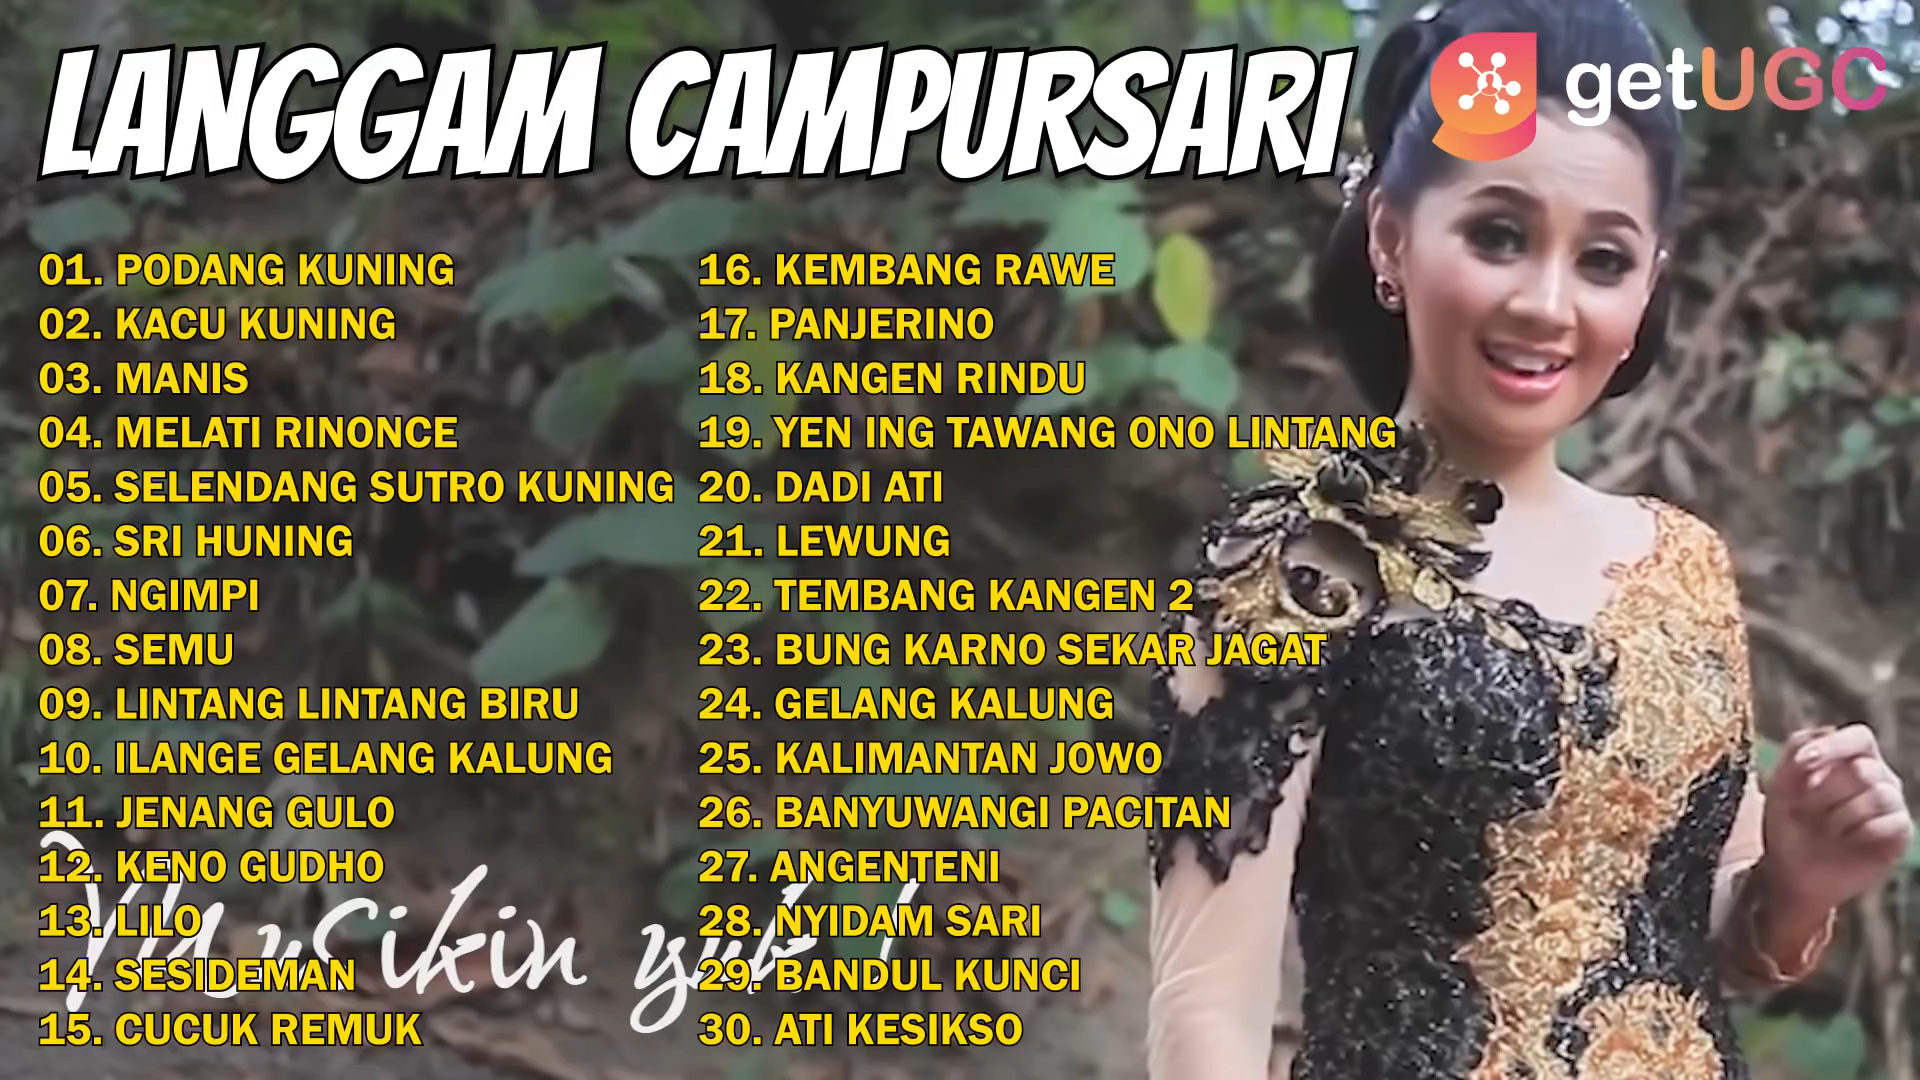 LANGGAM CAMPURSARI
getUGC
01. PODANG KUNING
02. KACU KUNING
03. MANIS
04. MELATI RINONCE
05. SELENDANG SUTRO KUNING
06. SRI HUNING
07. NGIMPI
08. SEMU
09. LINTANG LINTANG BIRU
10. ILANGE GELANG KALUNG
11. JENANG GULO
12. KENO GUDHO
13. LILO
14. SESIDEMAN
15. CUCUK REMUK
16. KEMBANG RAWE
17. PANJERINO
18. KANGEN RINDU
19. YEN ING TAWANG ONO LINTANG
20. DADI ATI
21. LEWUNG
22. TEMBANG KANGEN 2
23. BUNG KARNO SEKAR JAGAT
24. GELANG KALUNG
25. KALIMANTAN JOWO
26. BANYUWANGI PACITAN
27. ANGENTENI
28. NYIDAM SARI
29. BANDUL KUNCI
30. ATI KESIKSO
Musikin yuk !